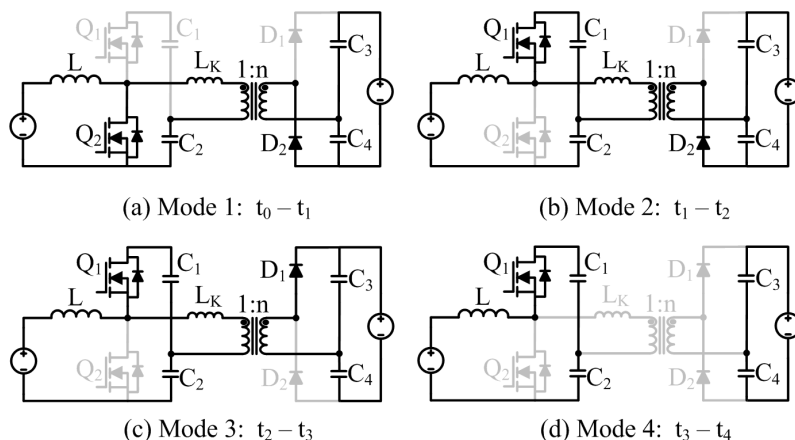 Q1 C1 D1 C3
L LK 1:n
Q2 C2 D2 C4
(a) Mode 1: t0 – t1
Q1 C1 D1 C3
L LK 1:n
Q2 C2 D2 C4
(b) Mode 2: t1 – t2
Q1 C1 D1 C3
L LK 1:n
Q2 C2 D2 C4
(c) Mode 3: t2 – t3
Q1 C1 D1 C3
L LK 1:n
Q2 C2 D2 C4
(d) Mode 4: t3 – t4